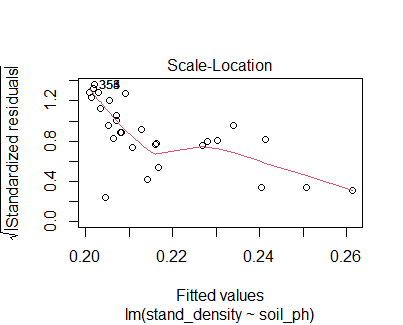 Scale-Location
√|Standardized residuals|
0.0 0.4 0.8 1.2
0.20 0.22 0.24 0.26
Fitted values
lm(stand_density ~ soil_ph)